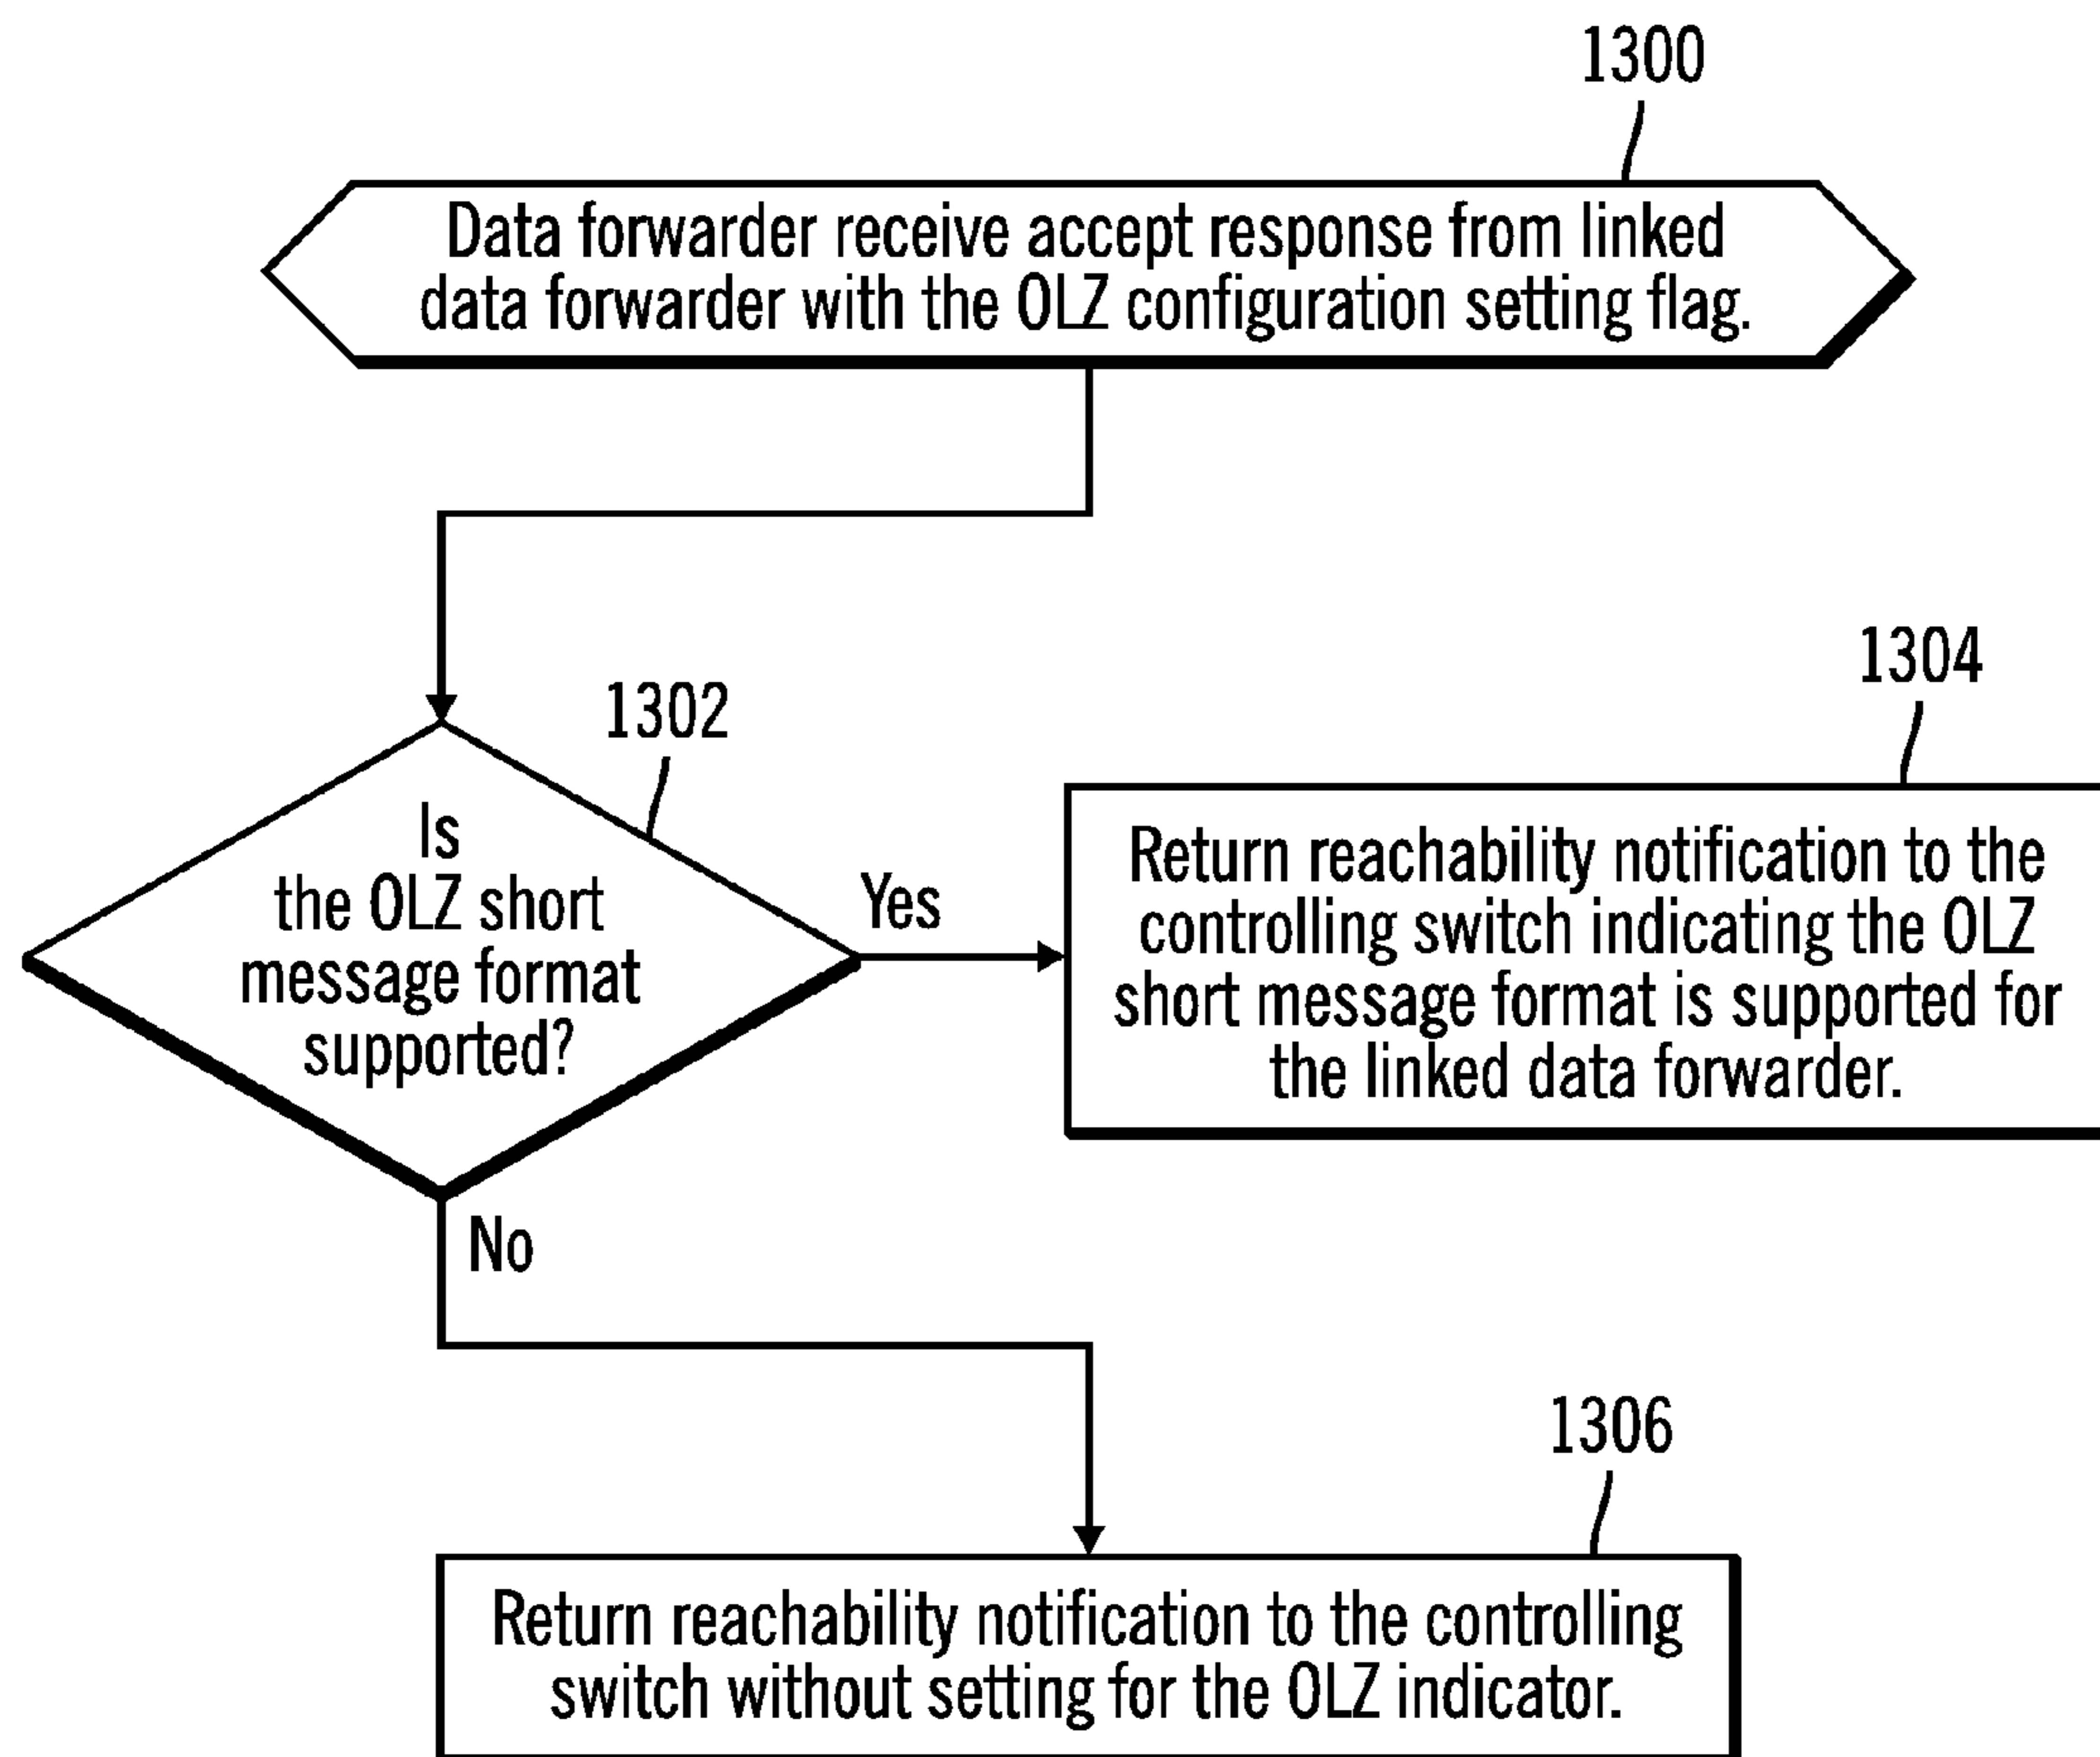 1300
Data forwarder receive accept response from linked
data forwarder with the OLZ configuration setting flag.
1302
Is
the OLZ short
message format
supported?
Yes
1304
Return reachability notification to the
controlling switch indicating the OLZ
short message format is supported for
the linked data forwarder.
No
1306
Return reachability notification to the controlling
switch without setting for the OLZ indicator.